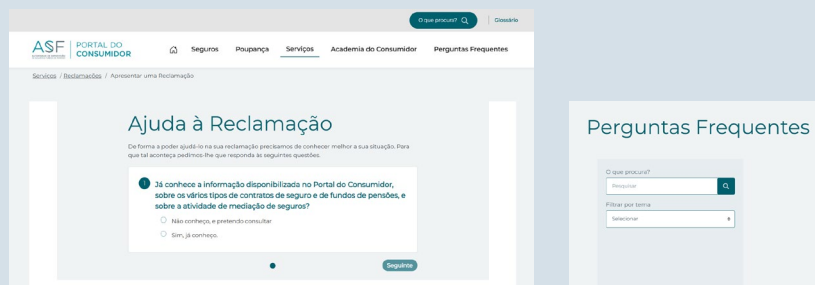 O que procura?
Glossário
ASF
PORTAL DO
CONSUMIDOR
Seguros
Poupança
Serviços
Academia do Consumidor
Perguntas Frequentes
Serviços / Reclamações / Apresentar uma Reclamação
Ajuda à Reclamação
De forma a poder ajudá-lo na sua reclamação precisamos de conhecer melhor a sua situação. Para
que tal aconteça pedimos-lhe que responda às seguintes questões.
1
Já conhece a informação disponibilizada no Portal do Consumidor,
sobre os vários tipos de contratos de seguro e de fundos de pensões, e
sobre a atividade de mediação de seguros?
Não conheço, e pretendo consultar
Sim, já conheço.
Seguinte
Perguntas Frequentes
O que procura?
Pesquisar
Filtrar por tema
Selecionar